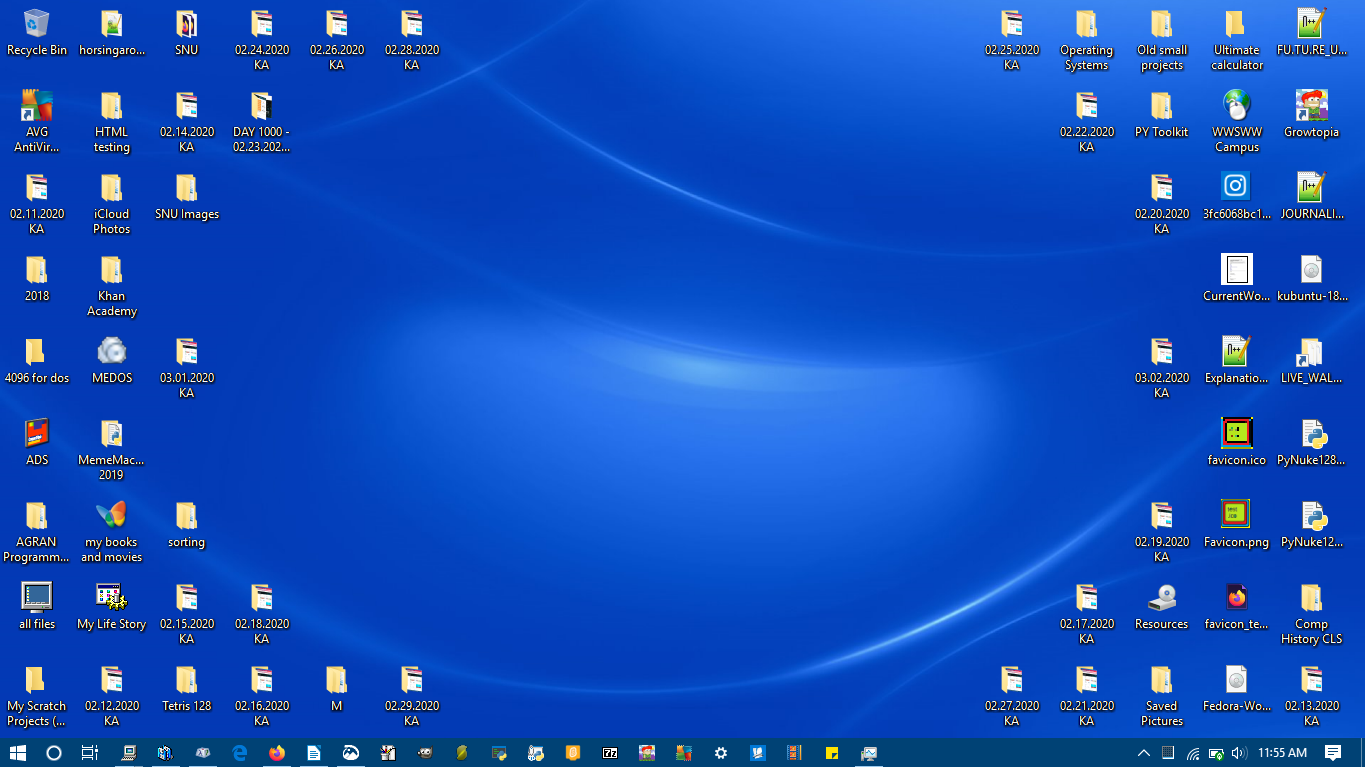 Recycle Bin
horsingaro...
SNU
02.24.2020
KA
02.26.2020
KA
02.28.2020
KA
02.25.2020
KA
Operating
Systems
Old small
projects
Ultimate
calculator
FU.TU.RE_U...
AVG
AntiVir...
HTML
testing
02.14.2020
KA
DAY 1000 -
02.23.202...
02.22.2020
KA
PY Toolkit
WWSWW
Campus
Growtopia
02.11.2020
KA
iCloud
Photos
SNU Images
02.20.2020
KA
3fc6068bc1...
JOURNALI...
2018
Khan
Academy
CurrentWo...
kubuntu-18...
4096 for dos
MEDOS
03.01.2020
KA
03.02.2020
KA
Explanatio...
LIVE_WAL...
ADS
MemeMac...
2019
favicon.ico
PyNuke128...
AGRAN
Programm...
my books
and movies
sorting
02.19.2020
KA
Favicon.png
PyNuke12...
all files
My Life Story
02.15.2020
KA
02.18.2020
KA
02.17.2020
KA
Resources
favicon_te...
Comp
History CLS
My Scratch
Projects (...
02.12.2020
KA
Tetris 128
02.16.2020
KA
M
02.29.2020
KA
02.27.2020
KA
02.21.2020
KA
Saved
Pictures
Fedora-Wo...
02.13.2020
KA
7z
11:55 AM